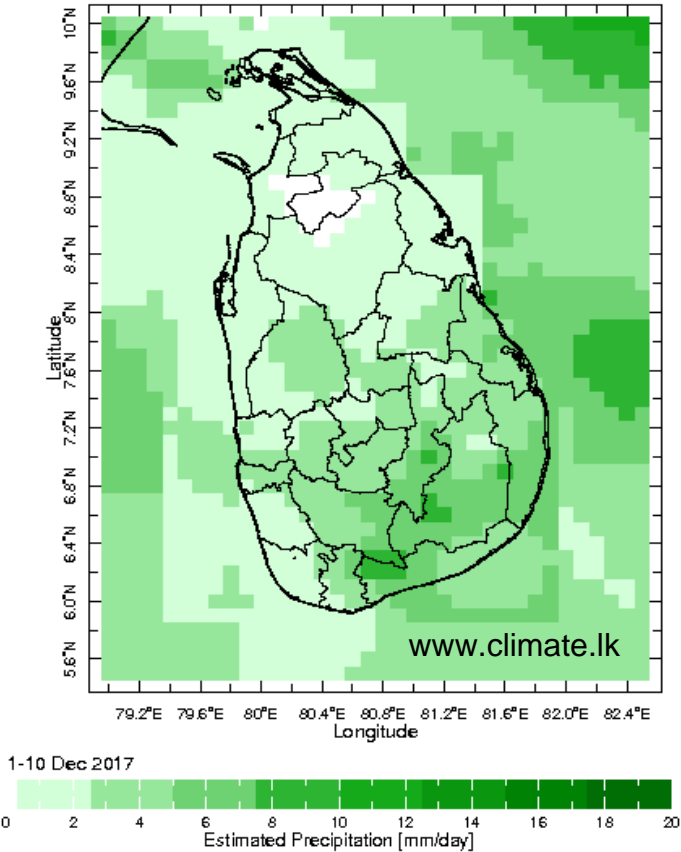 10°N
9.6°N
9.2°N
8.8°N
8.4°N
8°N
7.6°N
7.2°N
6.8°N
6.4°N
6.0°N
5.6°N
Latitude
www.climate.lk
79.2°E 79.6°E 80°E 80.4°E 80.8°E 81.2°E 81.6°E 82.0°E 82.4°E
Longitude
1-10 Dec 2017
0 2 4 6 8 10 12 14 16 18 20
Estimated Precipitation [mm/day]